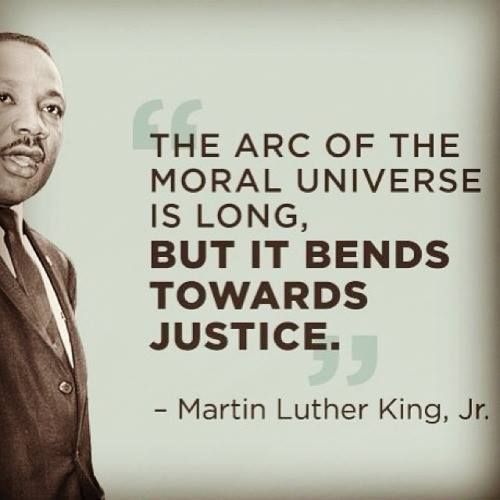 “
THE ARC OF THE
MORAL UNIVERSE
IS LONG,
BUT IT BENDS
TOWARDS
JUSTICE.
”
– Martin Luther King, Jr.